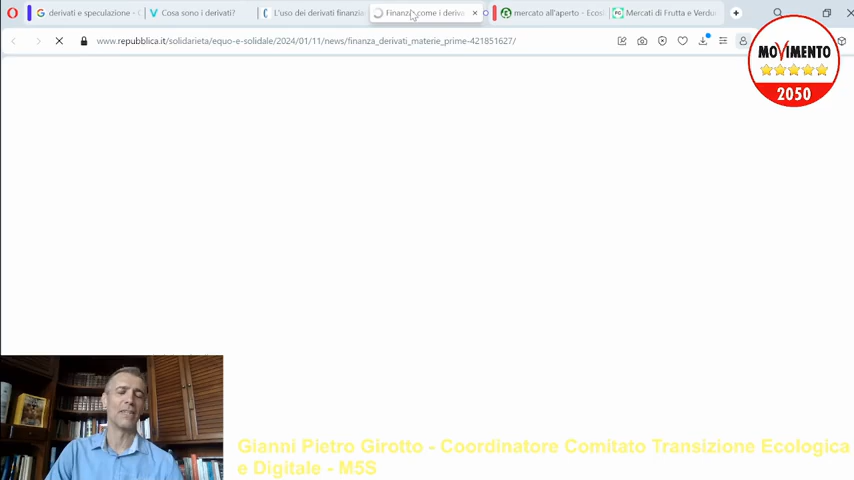 derivati e speculazione - C
Cosa sono i derivati?
L'uso dei derivati finanzia
Finanza, come i deriva
mercato all'aperto - Ecosi
Mercati di Frutta e Verdu
www.repubblica.it/solidarieta/equo-e-solidale/2024/01/11/news/finanza_derivati_materie_prime-421851627/
MOVIMENTO
2050
Gianni Pietro Girotto - Coordinatore Comitato Transizione Ecologica
e Digitale - M5S